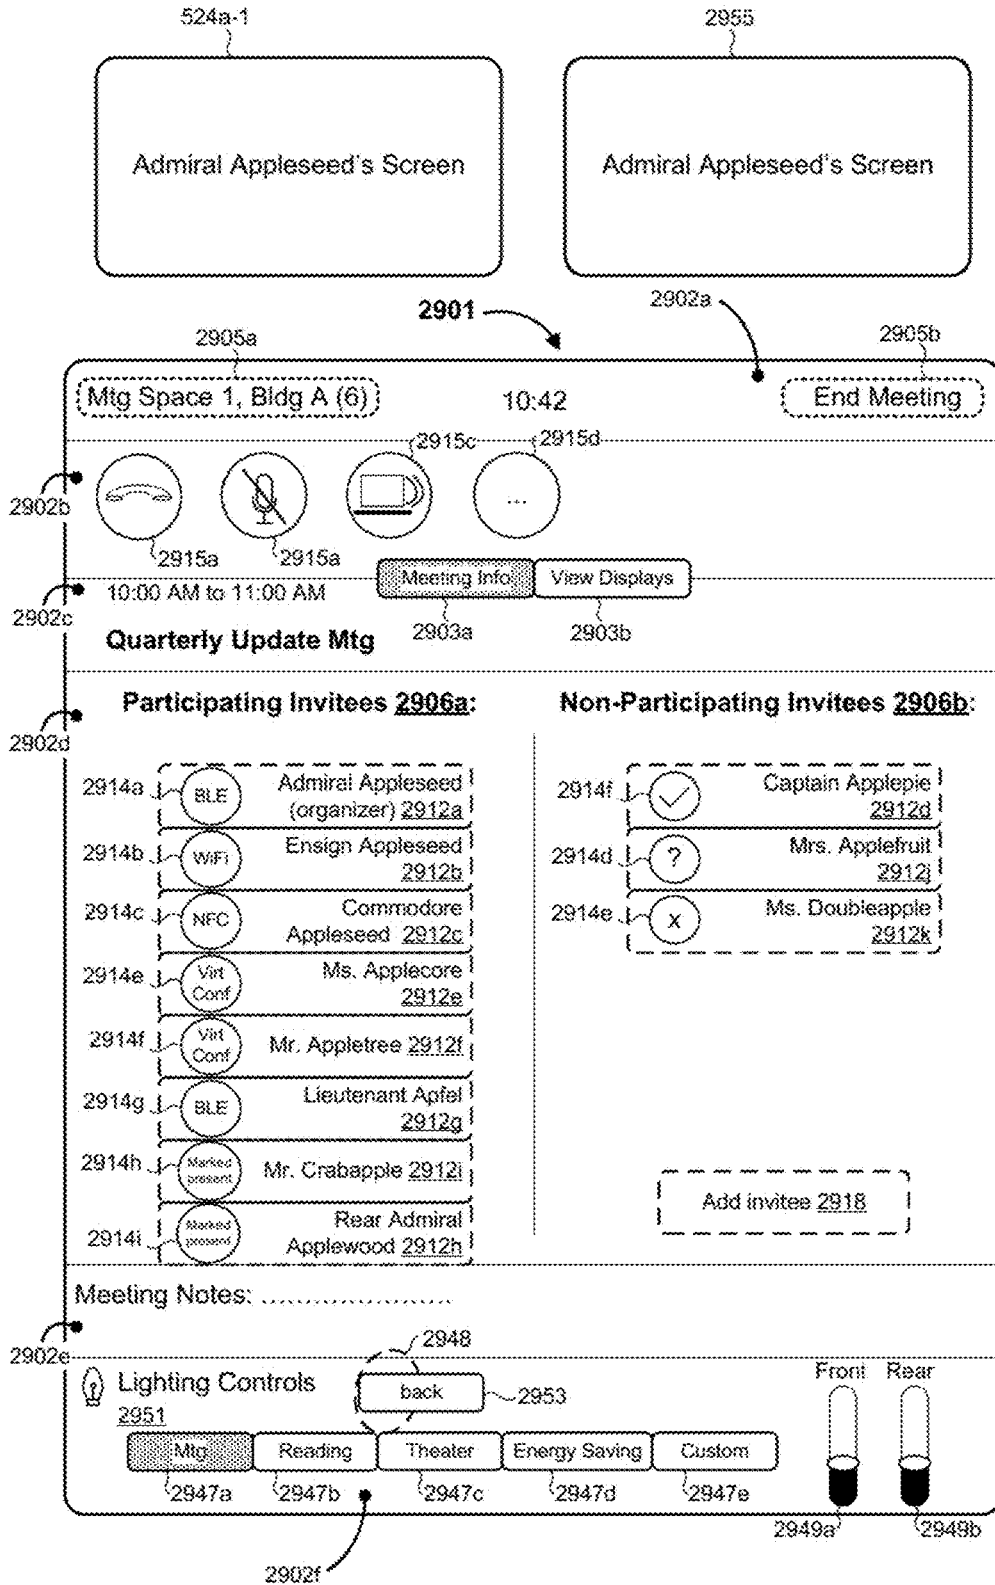 524a-1
2955
Admiral Appleseed's Screen
Admiral Appleseed's Screen
2901
2902a
2905a
2905b
Mtg Space 1, Bldg A (6)
10:42
End Meeting
2915c
2915d
...
2902b
2915a
2915a
10:00 AM to 11:00 AM
Meeting Info
View Displays
2902c
2903a
2903b
Quarterly Update Mtg
Participating Invitees 2906a:
Non-Participating Invitees 2906b:
2902d
2914a
BLE
Admiral Appleseed
(organizer) 2912a
2914b
WiFi
Ensign Appleseed
2912b
2914c
NFC
Commodore
Appleseed 2912c
2914e
Virt
Conf
Ms. Applecore
2912e
2914f
Virt
Conf
Mr. Appletree 2912f
2914g
BLE
Lieutenant Apfel
2912g
2914h
Marked
present
Mr. Crabapple 2912i
2914i
Marked
present
Rear Admiral
Applewood 2912h
2914f
Captain Applepie
2912d
2914d
?
Mrs. Applefruit
2912j
2914e
x
Ms. Doubleapple
2912k
Add invitee 2918
Meeting Notes: ......................
2902e
2948
Lighting Controls
2951
back
2953
Front
Rear
Mtg
Reading
Theater
Energy Saving
Custom
2947a
2947b
2947c
2947d
2947e
2949a
2949b
2902f